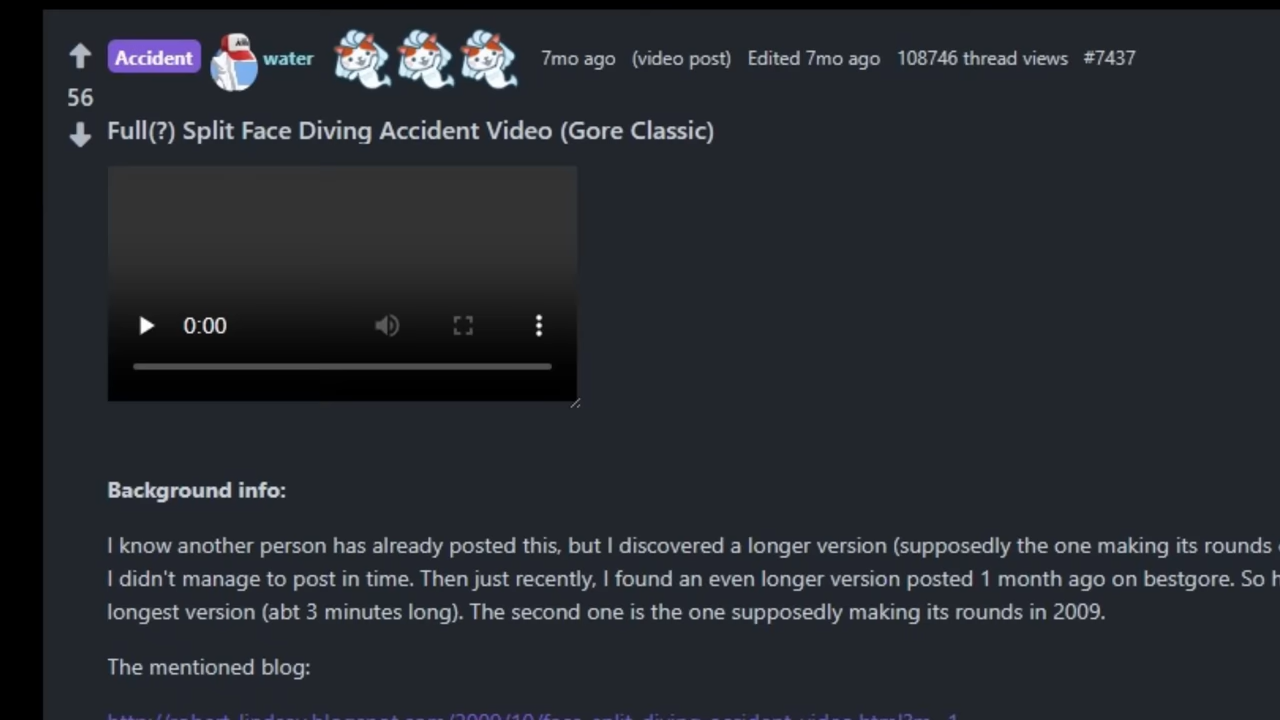 Accident water 7mo ago (video post) Edited 7mo ago 108746 thread views #7437
56
Full(?) Split Face Diving Accident Video (Gore Classic)
0:00
Background info:
I know another person has already posted this, but I discovered a longer version (supposedly the one making its rounds
I didn't manage to post in time. Then just recently, I found an even longer version posted 1 month ago on bestgore. So
longest version (abt 3 minutes long). The second one is the one supposedly making its rounds in 2009.
The mentioned blog: